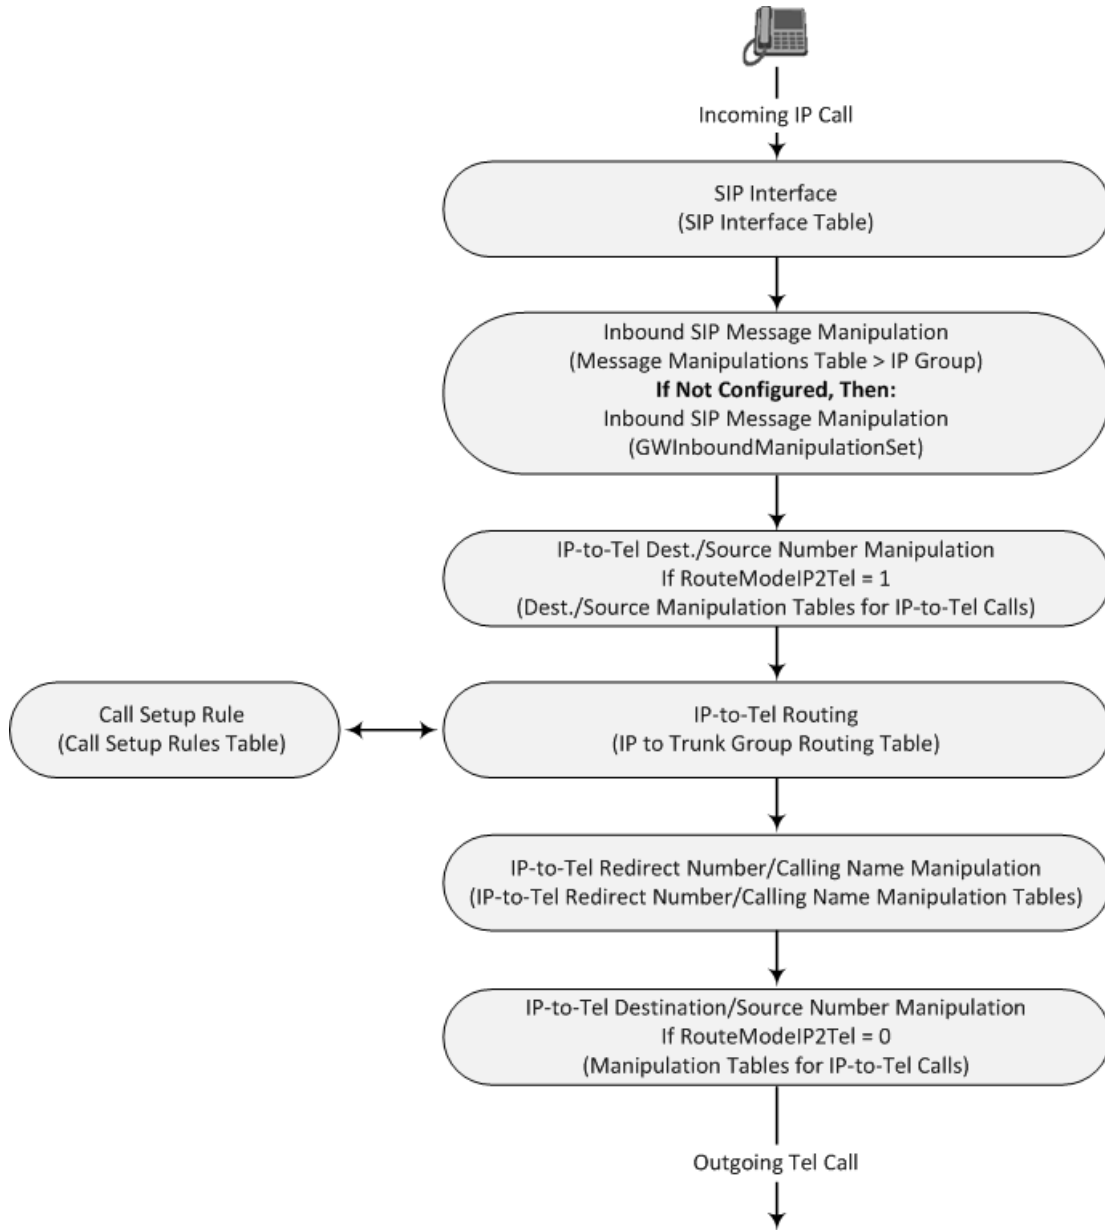 Incoming IP Call
SIP Interface
(SIP Interface Table)
Inbound SIP Message Manipulation
(Message Manipulations Table > IP Group)
If Not Configured, Then:
Inbound SIP Message Manipulation
(GWInboundManipulationSet)
IP-to-Tel Dest./Source Number Manipulation
If RouteModeIP2Tel = 1
(Dest./Source Manipulation Tables for IP-to-Tel Calls)
Call Setup Rule
(Call Setup Rules Table)
IP-to-Tel Routing
(IP to Trunk Group Routing Table)
IP-to-Tel Redirect Number/Calling Name Manipulation
(IP-to-Tel Redirect Number/Calling Name Manipulation Tables)
IP-to-Tel Destination/Source Number Manipulation
If RouteModeIP2Tel = 0
(Manipulation Tables for IP-to-Tel Calls)
Outgoing Tel Call